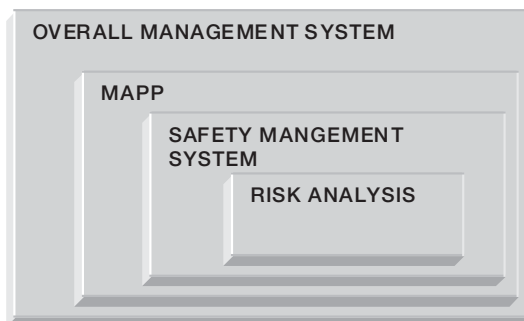 OVERALL MANAGEMENT SYSTEM
MAPP
SAFETY MANGEMENT
SYSTEM
RISK ANALYSIS